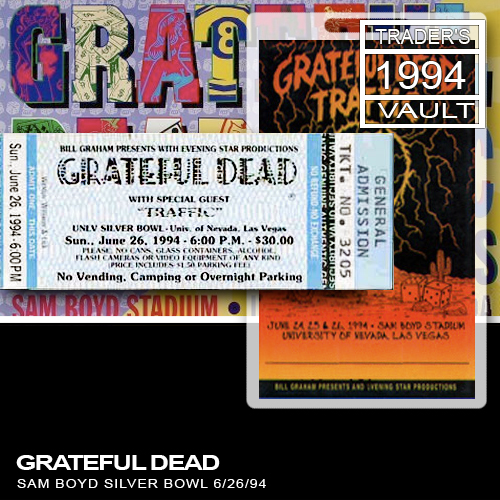 GRAT
TRADER'S
1994
VAULT
GRATEFUL DEAD
TRA
BILL GRAHAM PRESENTS WITH EVENING STAR PRODUCTIONS
GRATEFUL DEAD
WITH SPECIAL GUEST
"TRAFFIC"
UNLV SILVER BOWL-Univ. of Nevada, Las Vegas
Sun., June 26, 1994 - 6:00 P.M. - $30.00
PLEASE, NO CANS, GLASS CONTAINERS, ALCOHOL,
FLASH CAMERAS OR VIDEO EQUIPMENT OF ANY KIND
(PRICE INCLUDES $1.50 PARKING FEE)
No Vending, Camping or Overnight Parking
Sun., June 26 1994 - 6:00 PM
ADMIT ONE - THIS DATE
NO REFUND NO EXCHANGE
TKT. NO. 3205
GENERAL
ADMISSION
SAM BOYD STADIUM •
JUNE 24, 25 & 26, 1994 • SAM BOYD STADIUM
UNIVERSITY OF NEVADA, LAS VEGAS
BILL GRAHAM PRESENTS AND EVENING STAR PRODUCTIONS
GRATEFUL DEAD
SAM BOYD SILVER BOWL 6/26/94